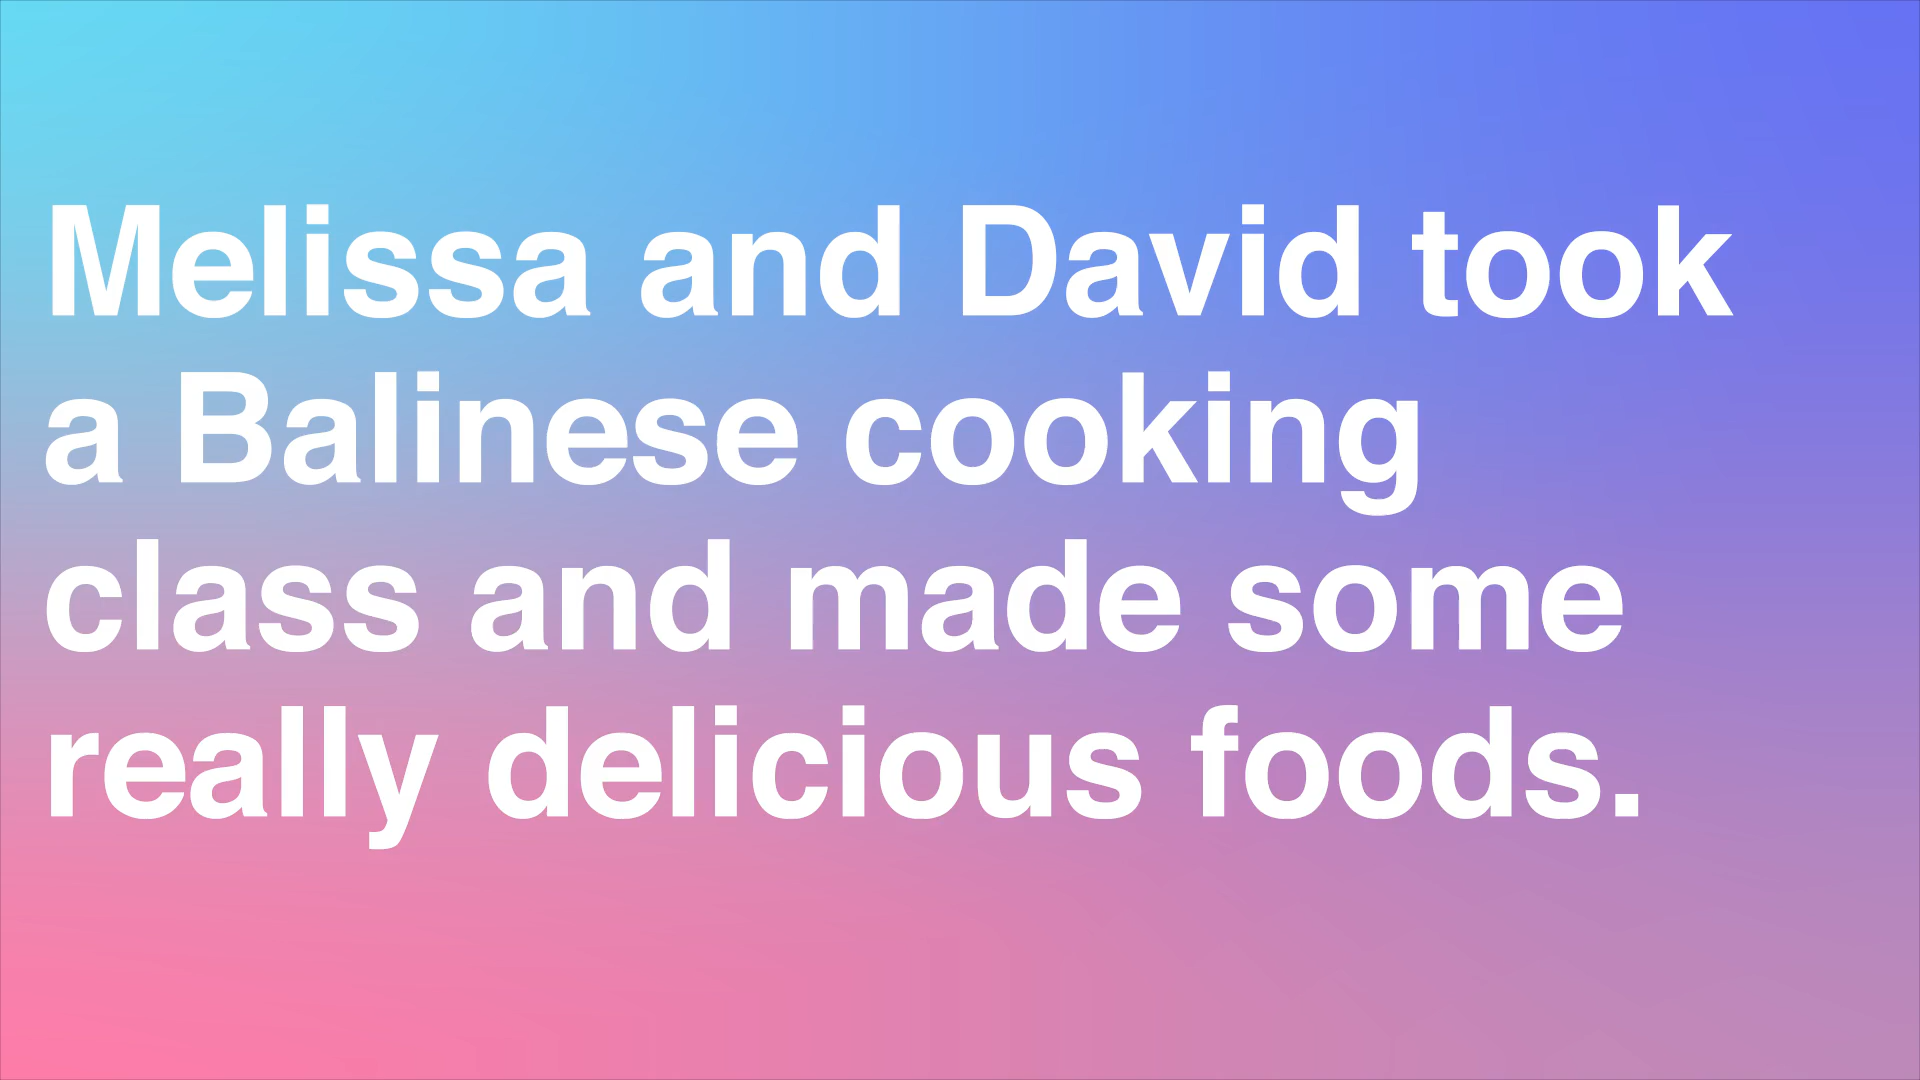 Melissa and David took
a Balinese cooking
class and made some
really delicious foods.